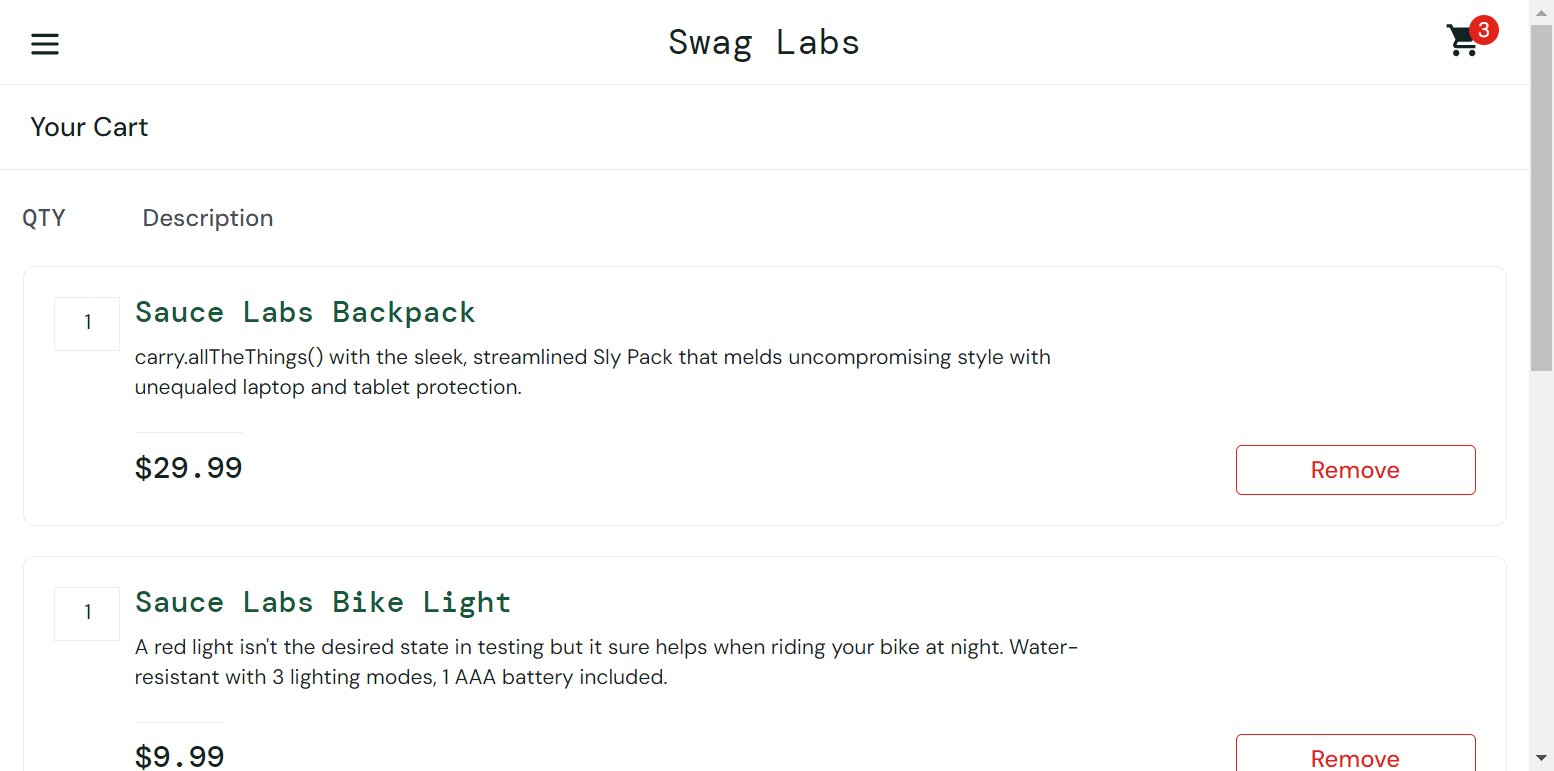 Swag Labs
3
Your Cart
QTY Description
1
Sauce Labs Backpack
carry.allTheThings() with the sleek, streamlined Sly Pack that melds uncompromising style with
unequaled laptop and tablet protection.
$29.99
Remove
1
Sauce Labs Bike Light
A red light isn't the desired state in testing but it sure helps when riding your bike at night. Water-
resistant with 3 lighting modes, 1 AAA battery included.
$9.99
Remove